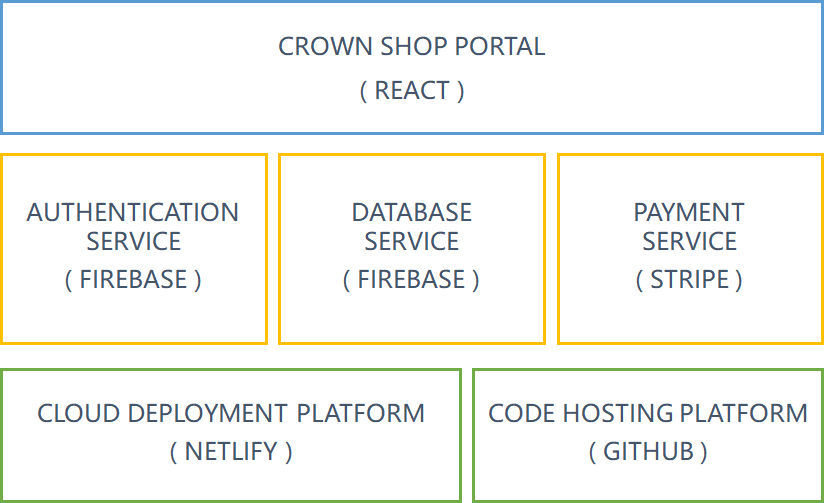 CROWN SHOP PORTAL
( REACT )
AUTHENTICATION
SERVICE
( FIREBASE )
DATABASE
SERVICE
( FIREBASE )
PAYMENT
SERVICE
( STRIPE )
CLOUD DEPLOYMENT PLATFORM
( NETLIFY )
CODE HOSTING PLATFORM
( GITHUB )